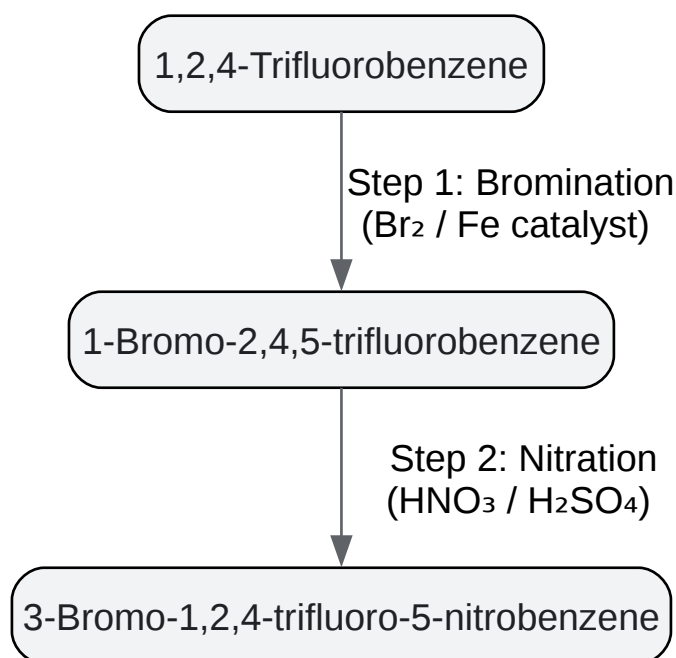 1,2,4-Trifluorobenzene
Step 1: Bromination
(Br₂ / Fe catalyst)
1-Bromo-2,4,5-trifluorobenzene
Step 2: Nitration
(HNO₃ / H₂SO₄)
3-Bromo-1,2,4-trifluoro-5-nitrobenzene